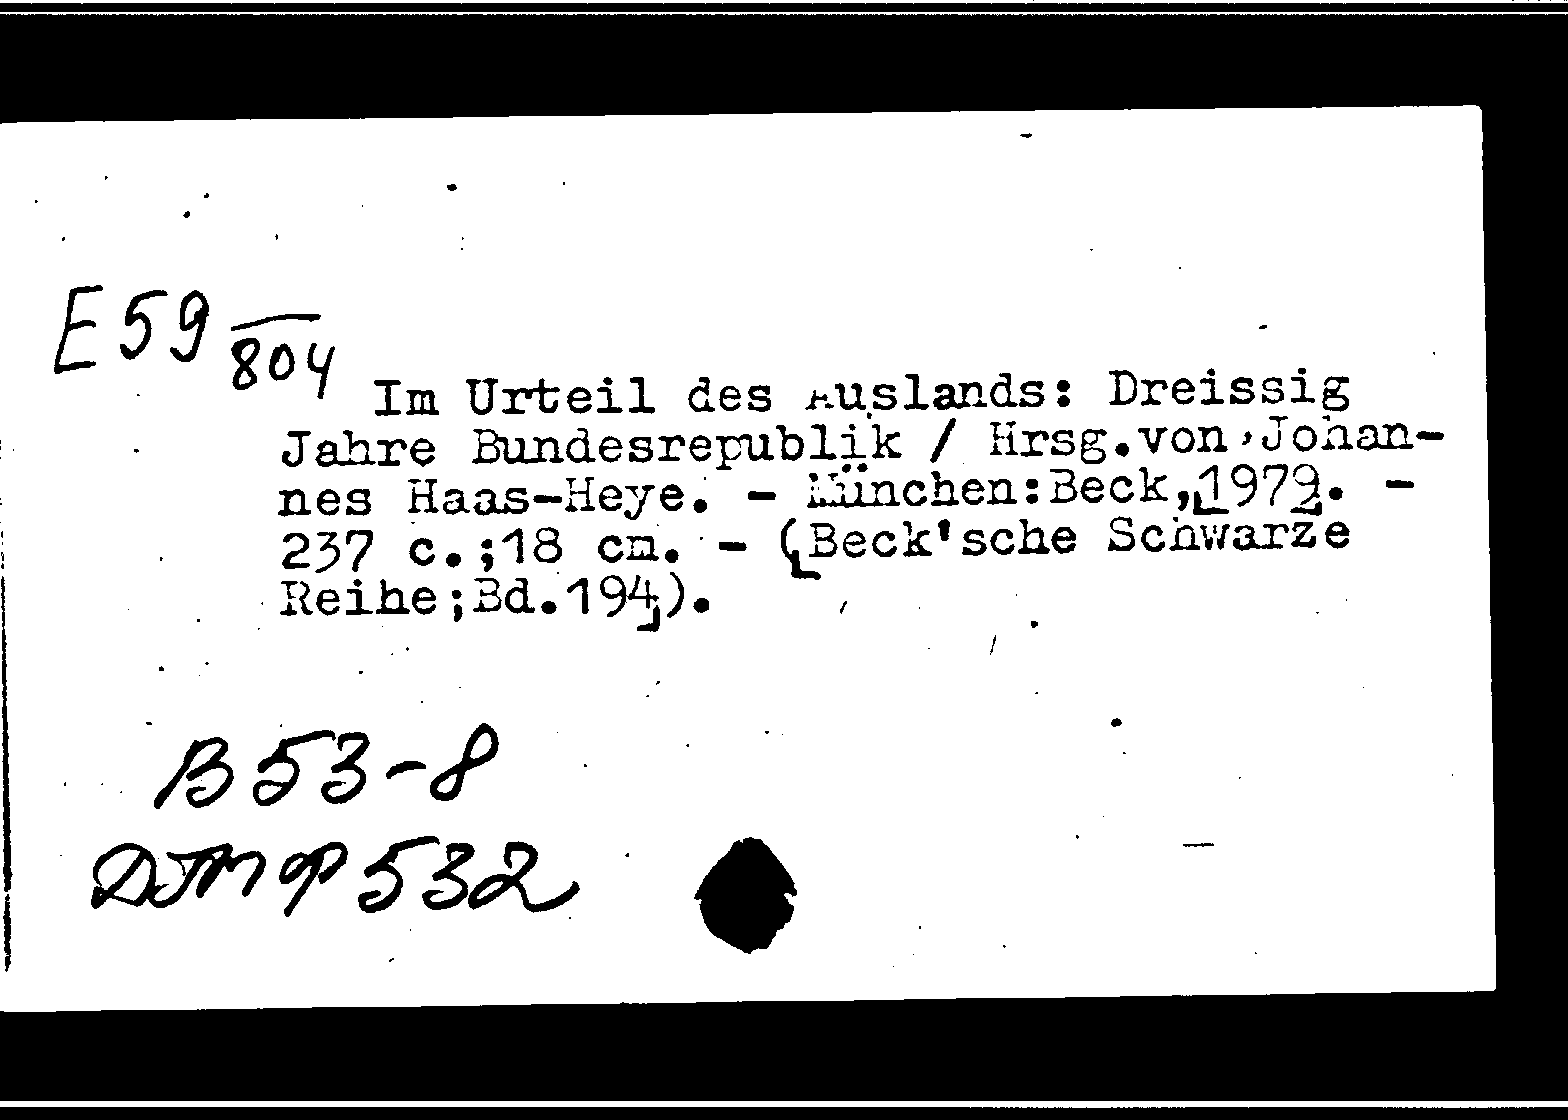 E59
804
Im Urteil des Auslands: Dreissig
Jahre Bundesrepublik / Hrsg.von Johan-
nes Haas-Heye. - München:Beck, 1979. -
237 c.;18 cm. - (Beck'sche Schwarze
Reihe;Bd.194).
B53-8
532